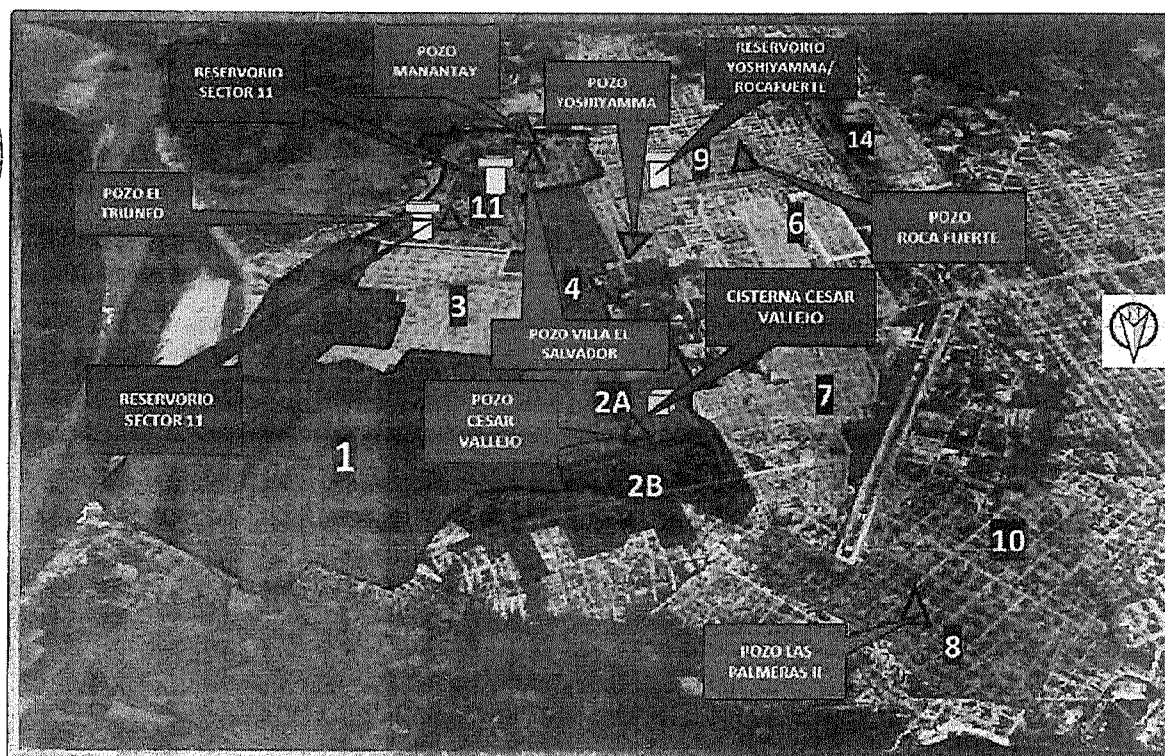 RESERVORIO
SECTOR 11
POZO
MANANTAY
POZO
YOSHIYAMMA
RESERVORIO
YOSHIYAMMA/
ROCAFUERTE
14
9
POZO EL
TRIUNFO
11
6
POZO
ROCA FUERTE
3
4
CISTERNA CESAR
VALLEJO
POZO VILLA EL
SALVADOR
RESERVORIO
SECTOR 11
POZO
CESAR
VALLEJO
2A
7
1
2B
10
POZO LAS
PALMERAS II
8